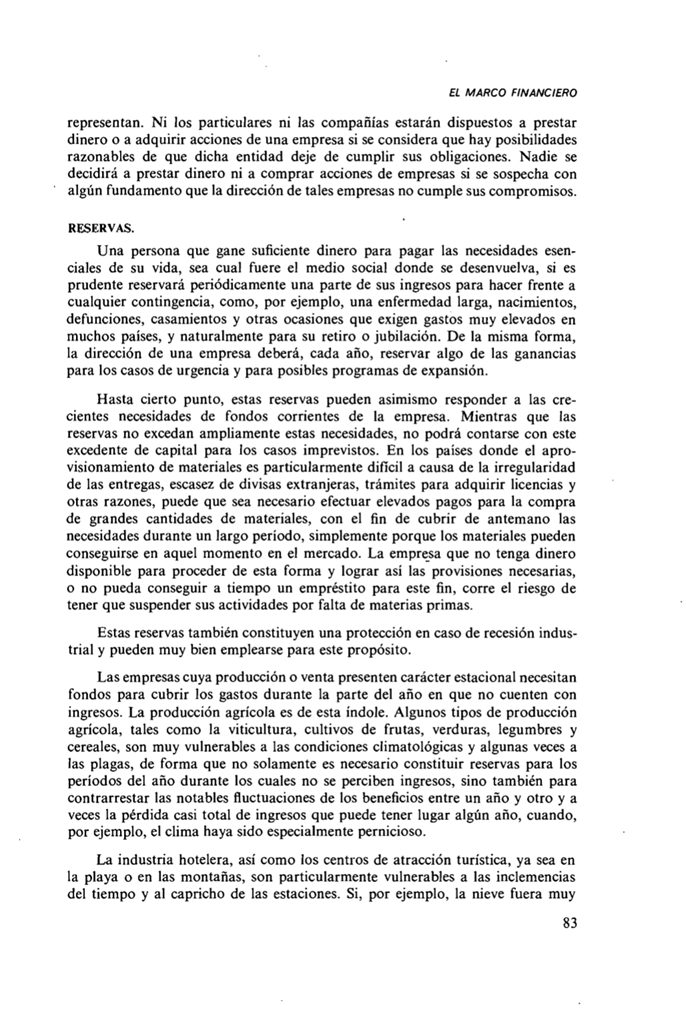 EL MARCO FINANCIERO
representan. Ni los particulares ni las compañías estarán dispuestos a prestar
dinero o a adquirir acciones de una empresa si se considera que hay posibilidades
razonables de que dicha entidad deje de cumplir sus obligaciones. Nadie se
decidirá a prestar dinero ni a comprar acciones de empresas si se sospecha con
algún fundamento que la dirección de tales empresas no cumple sus compromisos.
RESERVAS.
Una persona que gane suficiente dinero para pagar las necesidades esen-
ciales de su vida, sea cual fuere el medio social donde se desenvuelva, si es
prudente reservará periódicamente una parte de sus ingresos para hacer frente a
cualquier contingencia, como, por ejemplo, una enfermedad larga, nacimientos,
defunciones, casamientos y otras ocasiones que exigen gastos muy elevados en
muchos países, y naturalmente para su retiro o jubilación. De la misma forma,
la dirección de una empresa deberá, cada año, reservar algo de las ganancias
para los casos de urgencia y para posibles programas de expansión.
Hasta cierto punto, estas reservas pueden asimismo responder a las cre-
cientes necesidades de fondos corrientes de la empresa. Mientras que las
reservas no excedan ampliamente estas necesidades, no podrá contarse con este
excedente de capital para los casos imprevistos. En los países donde el apro-
visionamiento de materiales es particularmente difícil a causa de la irregularidad
de las entregas, escasez de divisas extranjeras, trámites para adquirir licencias y
otras razones, puede que sea necesario efectuar elevados pagos para la compra
de grandes cantidades de materiales, con el fin de cubrir de antemano las
necesidades durante un largo período, simplemente porque los materiales pueden
conseguirse en aquel momento en el mercado. La empresa que no tenga dinero
disponible para proceder de esta forma y lograr así las provisiones necesarias,
o no pueda conseguir a tiempo un empréstito para este fin, corre el riesgo de
tener que suspender sus actividades por falta de materias primas.
Estas reservas también constituyen una protección en caso de recesión indus-
trial y pueden muy bien emplearse para este propósito.
Las empresas cuya producción o venta presenten carácter estacional necesitan
fondos para cubrir los gastos durante la parte del año en que no cuenten con
ingresos. La producción agrícola es de esta índole. Algunos tipos de producción
agrícola, tales como la viticultura, cultivos de frutas, verduras, legumbres y
cereales, son muy vulnerables a las condiciones climatológicas y algunas veces a
las plagas, de forma que no solamente es necesario constituir reservas para los
períodos del año durante los cuales no se perciben ingresos, sino también para
contrarrestar las notables fluctuaciones de los beneficios entre un año y otro y a
veces la pérdida casi total de ingresos que puede tener lugar algún año, cuando,
por ejemplo, el clima haya sido especialmente pernicioso.
La industria hotelera, así como los centros de atracción turística, ya sea en
la playa o en las montañas, son particularmente vulnerables a las inclemencias
del tiempo y al capricho de las estaciones. Si, por ejemplo, la nieve fuera muy
83